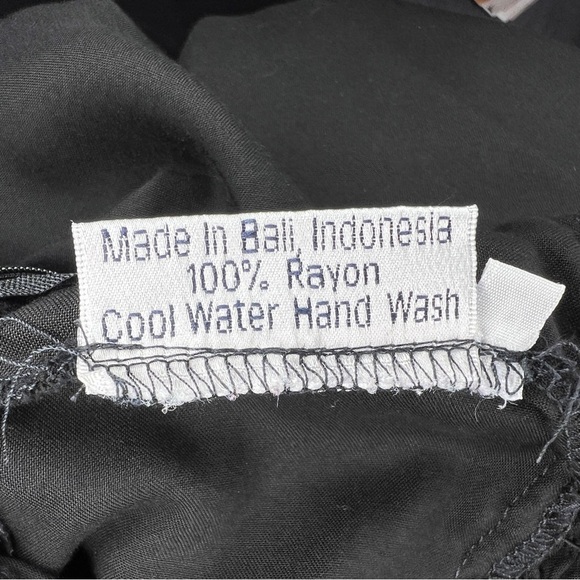 Made In Bali, Indonesia
100% Rayon
Cool Water Hand Wash